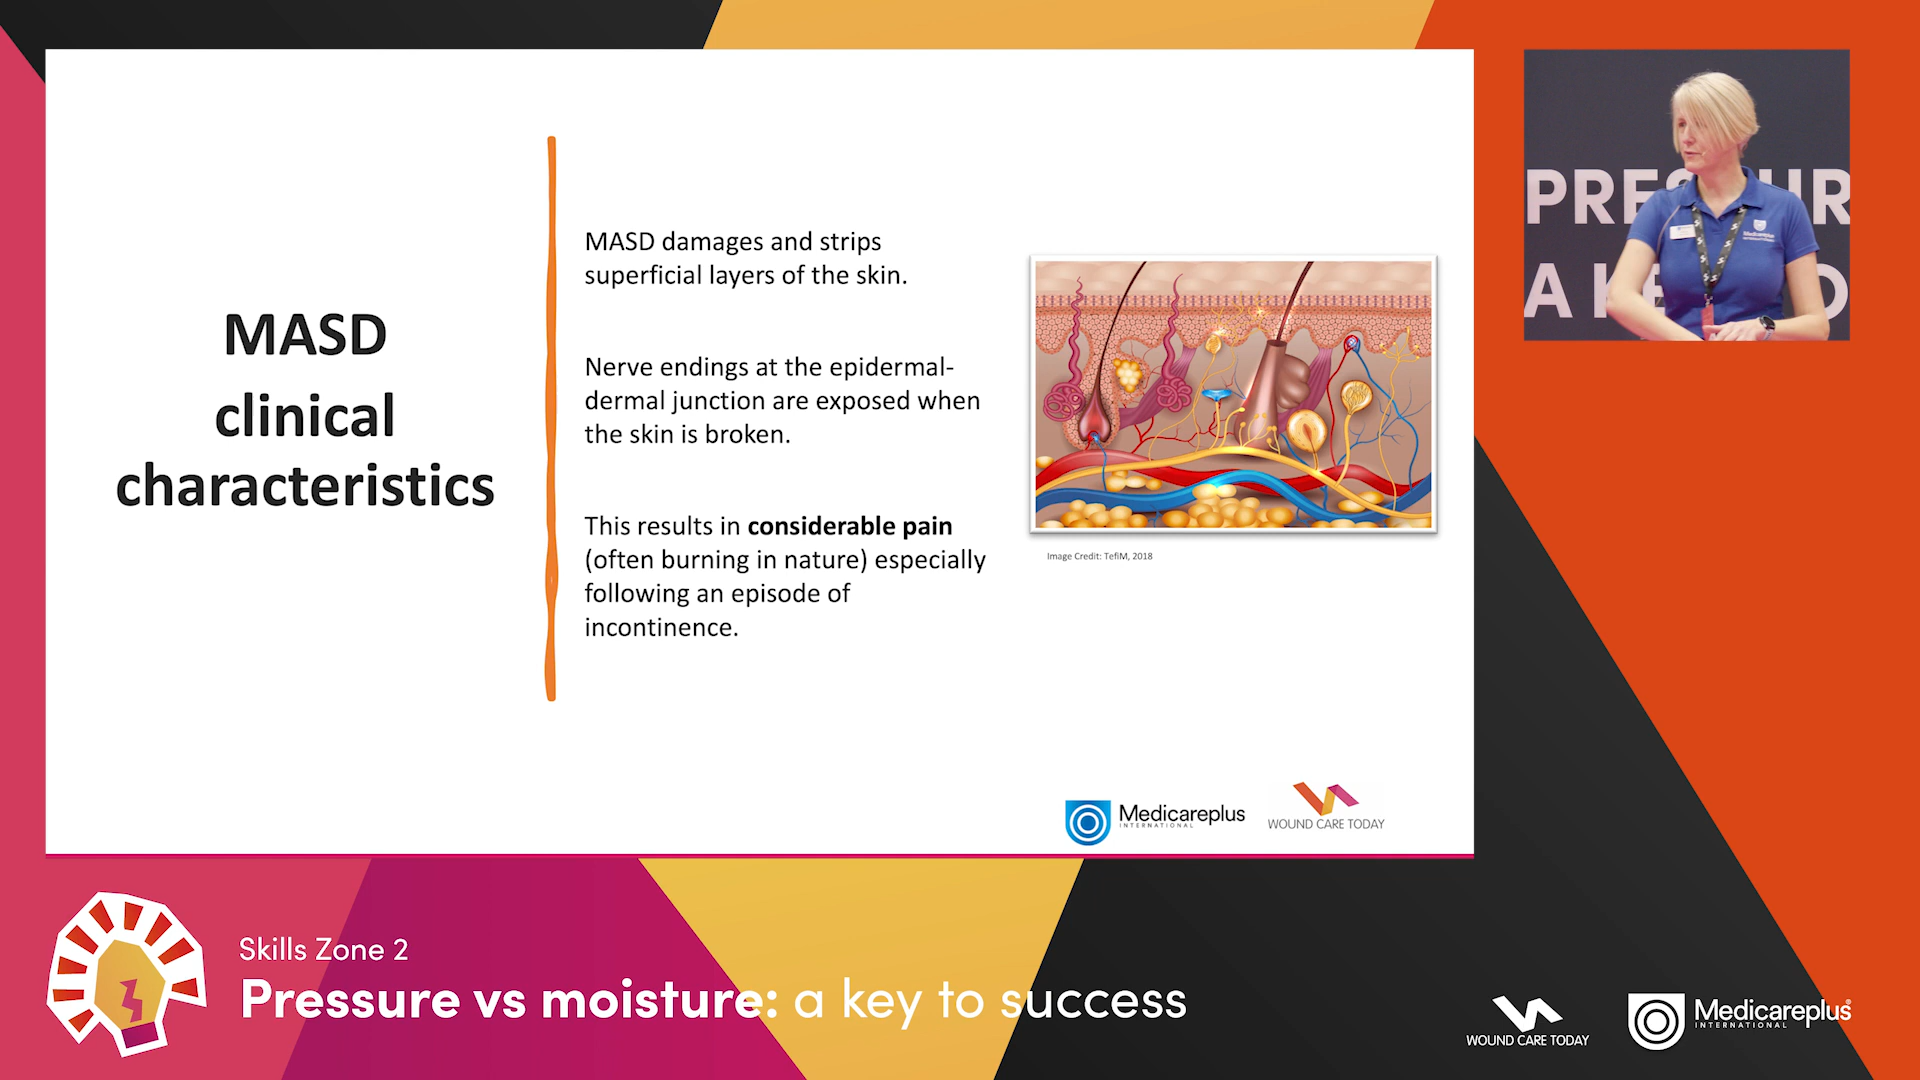 MASD
clinical
characteristics
MASD damages and strips
superficial layers of the skin.
Nerve endings at the epidermal-
dermal junction are exposed when
the skin is broken.
This results in considerable pain
(often burning in nature) especially
following an episode of
incontinence.
Image Credit: TefiM, 2018
Medicareplus
INTERNATIONAL
WOUND CARE TODAY
Skills Zone 2
Pressure vs moisture: a key to success
WOUND CARE TODAY
Medicareplus
INTERNATIONAL